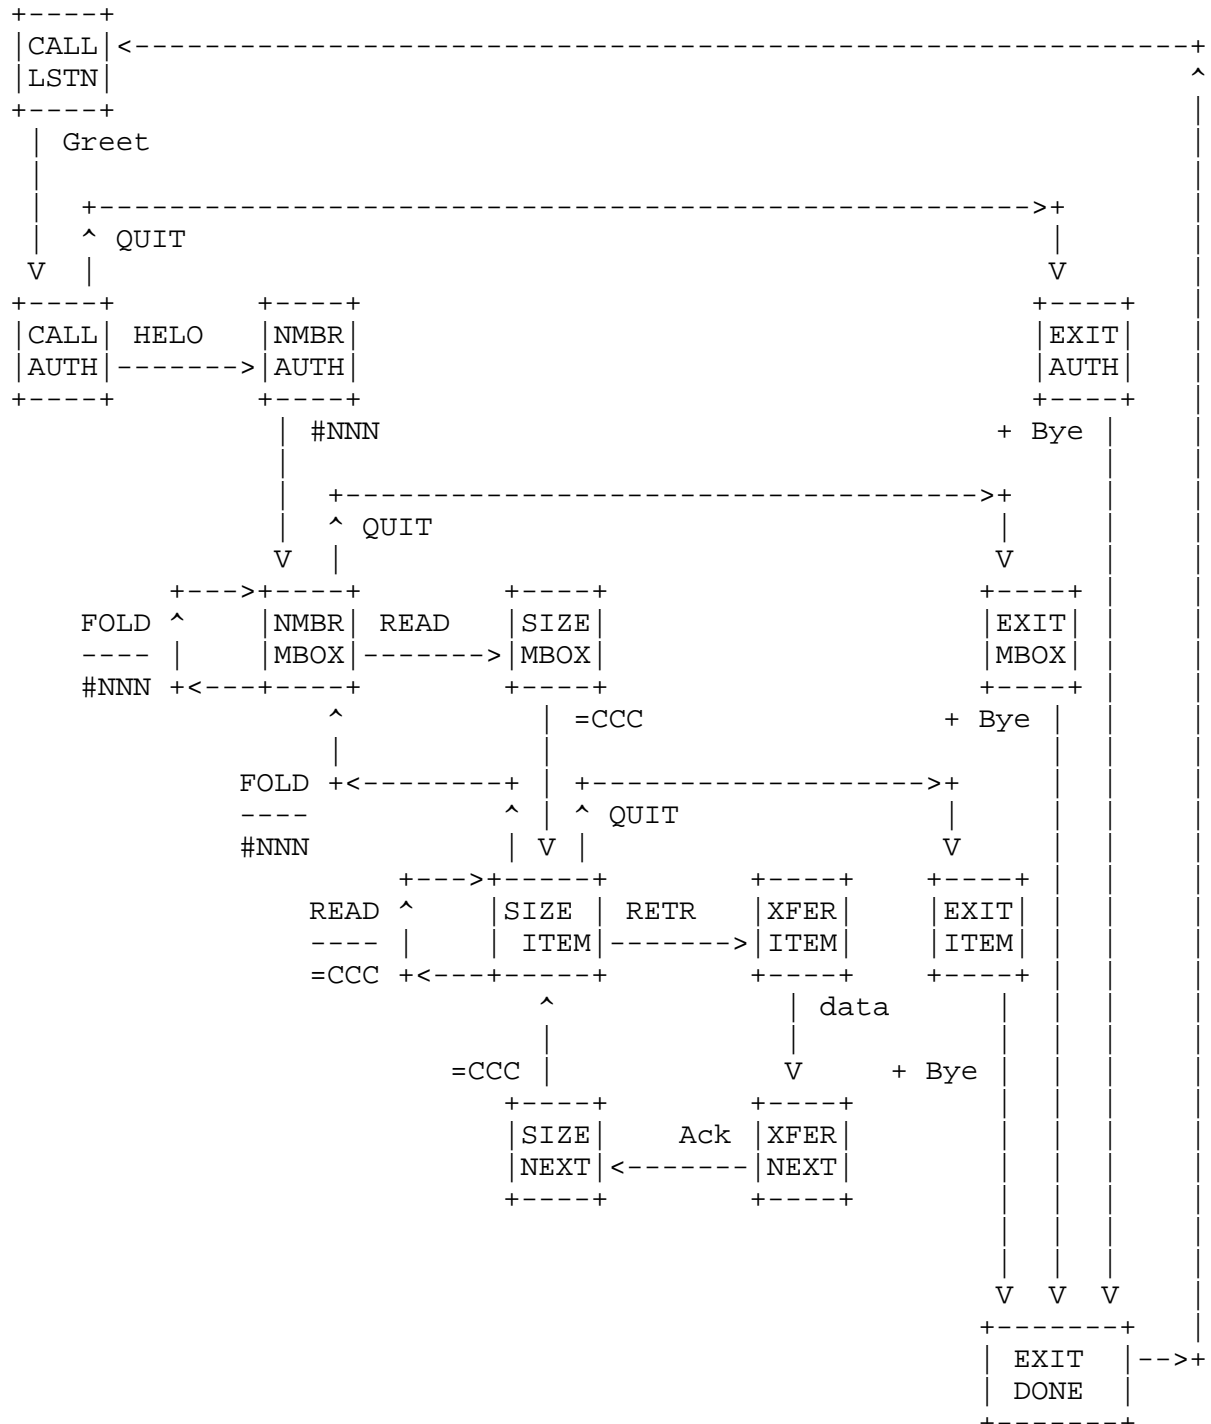 CALL
LSTN
Greet
QUIT
CALL HELO NMBR EXIT
AUTH AUTH AUTH
#NNN + Bye
QUIT
FOLD NMBR READ SIZE EXIT
---- MBOX MBOX MBOX
#NNN
=CCC + Bye
FOLD
---- QUIT
#NNN
READ SIZE RETR XFER EXIT
---- ITEM ITEM ITEM
=CCC
data
=CCC + Bye
SIZE Ack XFER
NEXT NEXT
EXIT
DONE